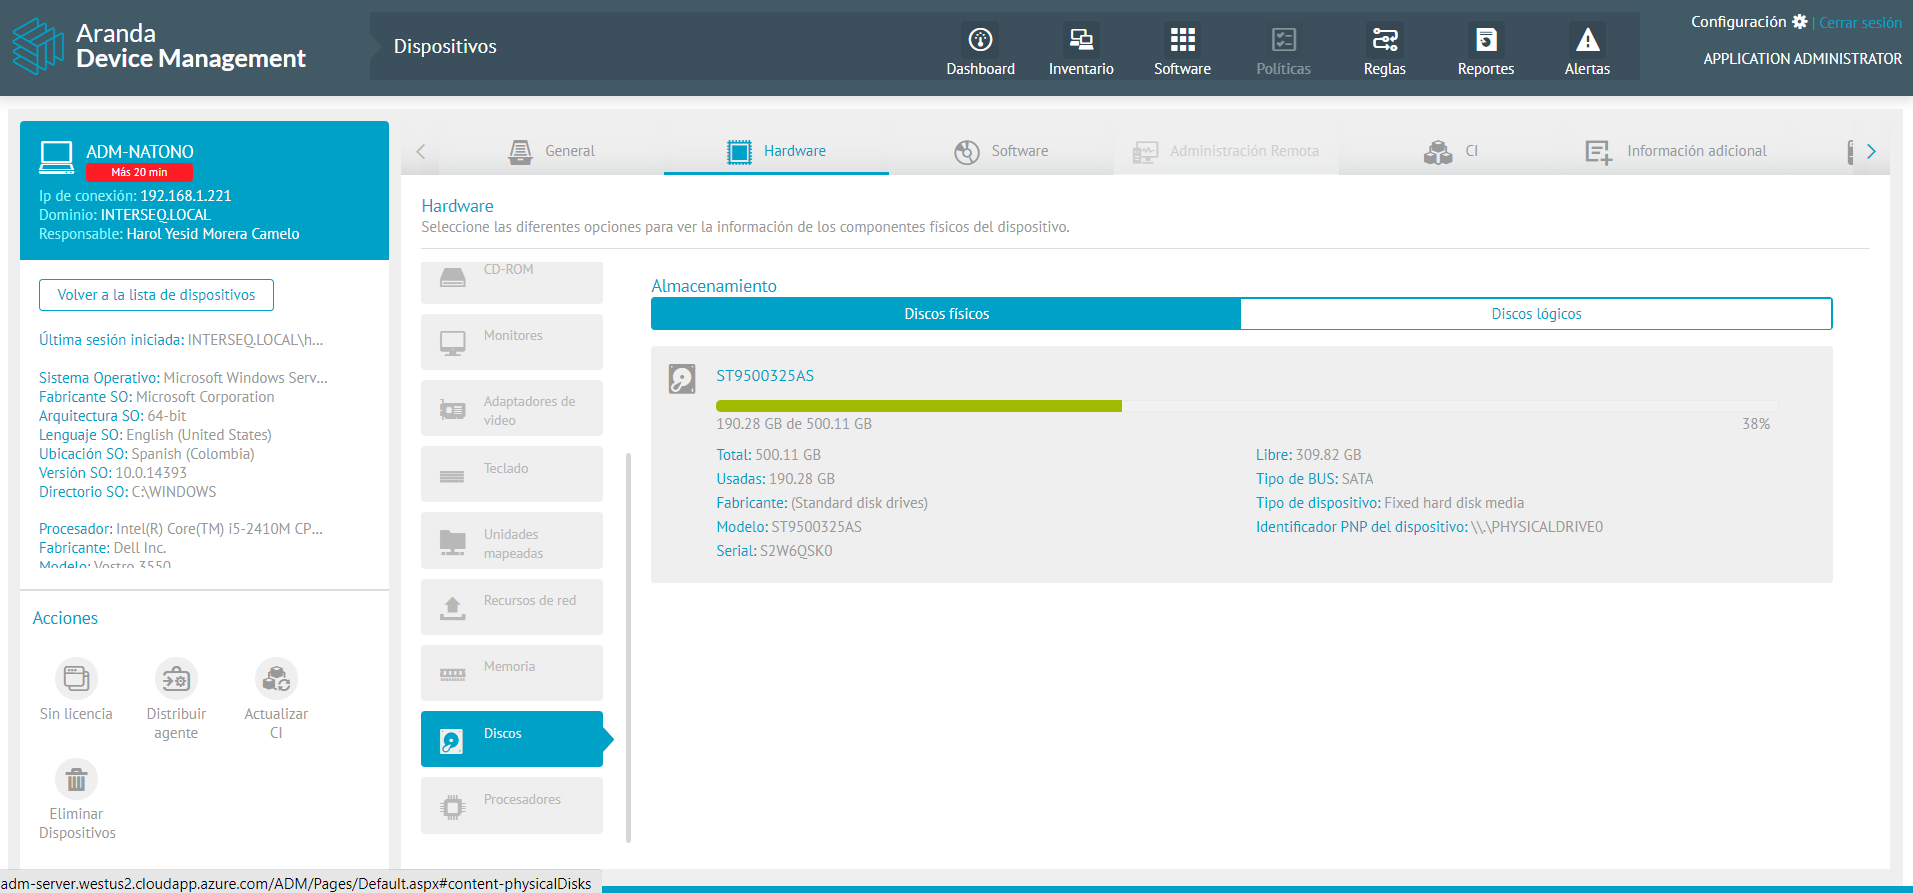 Aranda
Device Management
Dispositivos
Dashboard
Inventario
Software
Políticas
Reglas
Reportes
Alertas
Configuración | Cerrar sesión
APPLICATION ADMINISTRATOR
ADM-NATONO
Más 20 min
Ip de conexión: 192.168.1.221
Dominio: INTERSEQ.LOCAL
Responsable: Harol Yesid Morera Camelo
Volver a la lista de dispositivos
Última sesión iniciada: INTERSEQ.LOCAL\h...
Sistema Operativo: Microsoft Windows Serv...
Fabricante SO: Microsoft Corporation
Arquitectura SO: 64-bit
Lenguaje SO: English (United States)
Ubicación SO: Spanish (Colombia)
Versión SO: 10.0.14393
Directorio SO: C:\WINDOWS
Procesador: Intel(R) Core(TM) i5-2410M CP...
Fabricante: Dell Inc.
Modelo: Vostro 3550
Acciones
Sin licencia
Distribuir
agente
Actualizar
CI
Eliminar
Dispositivos
General
Hardware
Software
Administración Remota
CI
Información adicional
Hardware
Seleccione las diferentes opciones para ver la información de los componentes físicos del dispositivo.
CD-ROM
Monitores
Adaptadores de
video
Teclado
Unidades
mapeadas
Recursos de red
Memoria
Discos
Procesadores
Almacenamiento
Discos físicos
Discos lógicos
ST9500325AS
190.28 GB de 500.11 GB
38%
Total: 500.11 GB
Libre: 309.82 GB
Usadas: 190.28 GB
Tipo de BUS: SATA
Fabricante: (Standard disk drives)
Tipo de dispositivo: Fixed hard disk media
Modelo: ST9500325AS
Identificador PNP del dispositivo: \\.\PHYSICALDRIVE0
Serial: S2W6QSK0
adm-server.westus2.cloudapp.azure.com/ADM/Pages/Default.aspx#content-physicalDisks